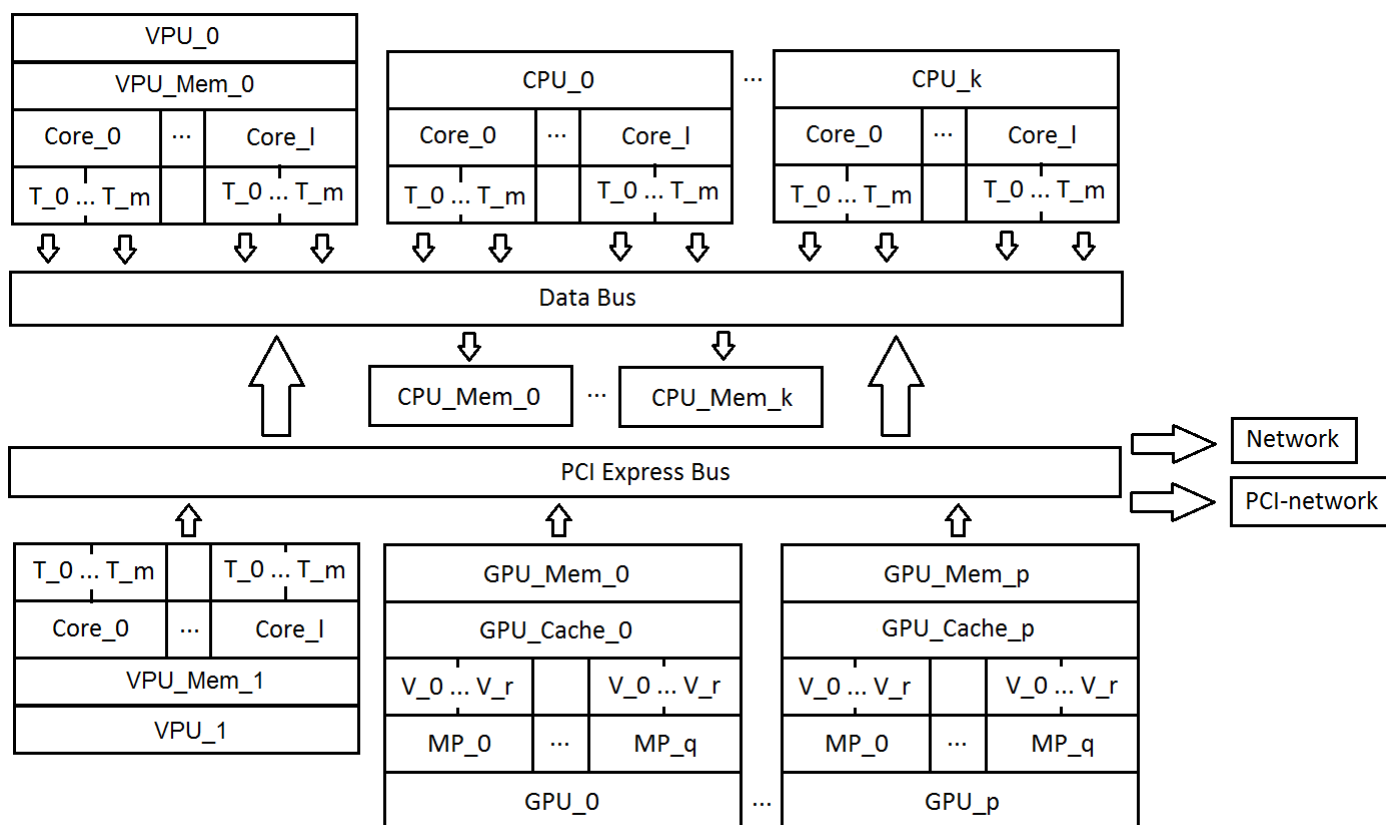 VPU_0
VPU_Mem_0
Core_0 ... Core_l
T_0 ... T_m T_0 ... T_m
CPU_0 ... CPU_k
Core_0 ... Core_l Core_0 ... Core_l
T_0 ... T_m T_0 ... T_m T_0 ... T_m T_0 ... T_m
Data Bus
CPU_Mem_0 ... CPU_Mem_k
PCI Express Bus
Network
PCI-network
T_0 ... T_m T_0 ... T_m
Core_0 ... Core_l
VPU_Mem_1
VPU_1
GPU_Mem_0 GPU_Mem_p
GPU_Cache_0 GPU_Cache_p
V_0 ... V_r V_0 ... V_r V_0 ... V_r V_0 ... V_r
MP_0 ... MP_q MP_0 ... MP_q
GPU_0 ... GPU_p